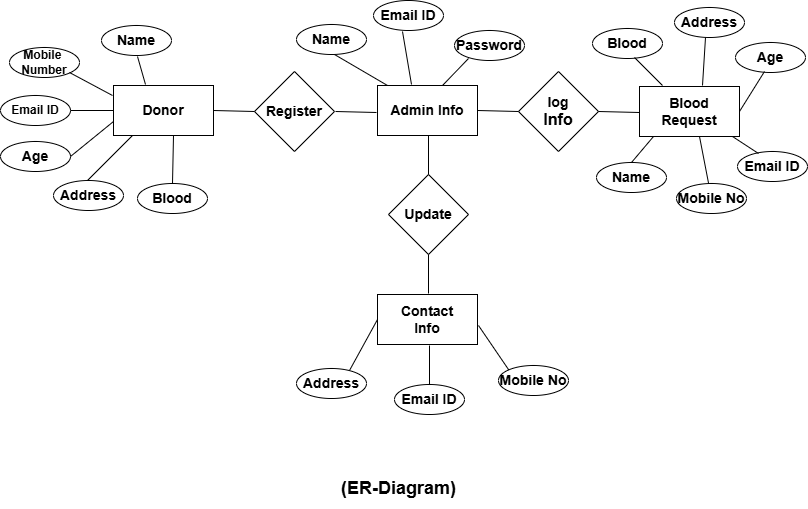 Email ID
Name
Password
Name
Mobile
Number
Email ID
Age
Address
Blood
Donor
Register
Admin Info
log
Info
Blood
Request
Blood
Address
Age
Email ID
Mobile No
Name
Update
Contact
Info
Address
Email ID
Mobile No
(ER-Diagram)